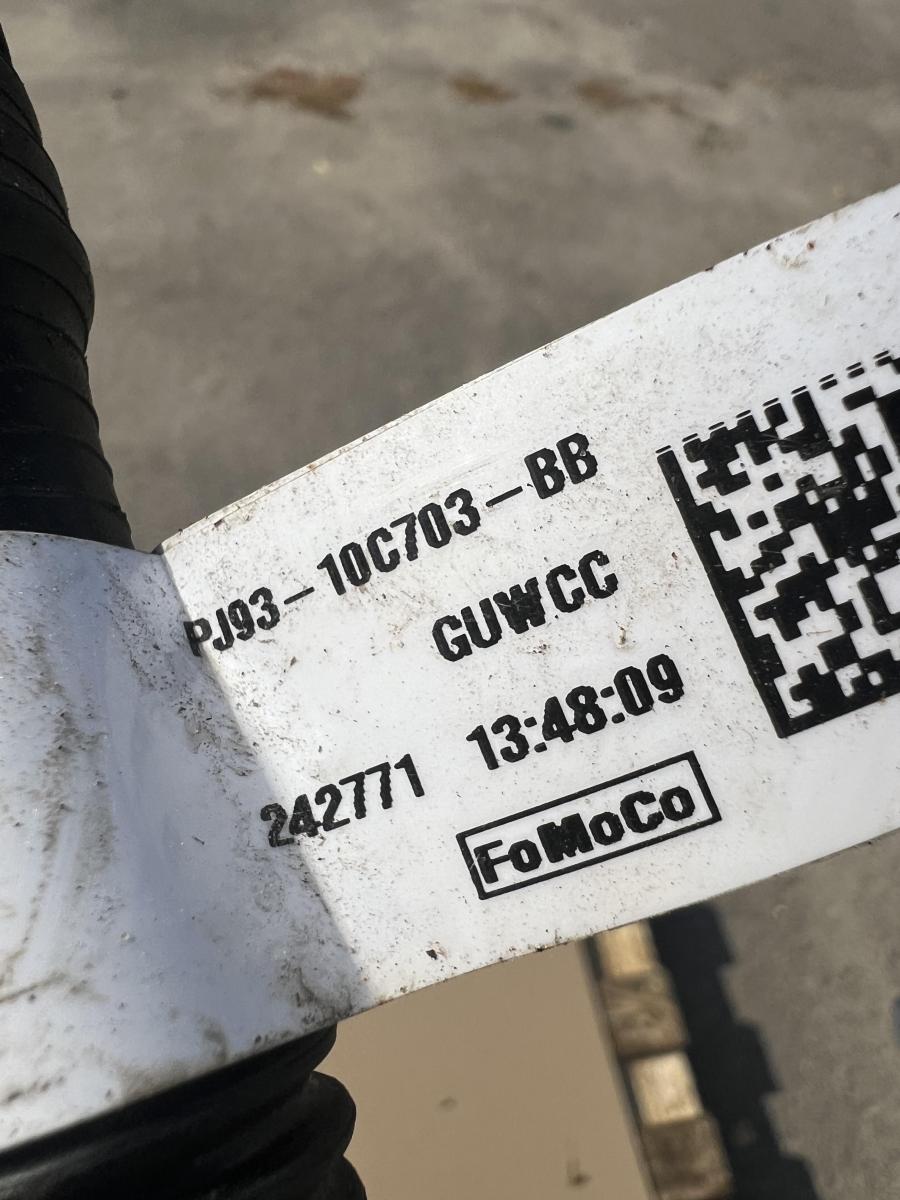 PJ93-10C703-BB
GUWCC
242771 13:48:09
FoMoCo